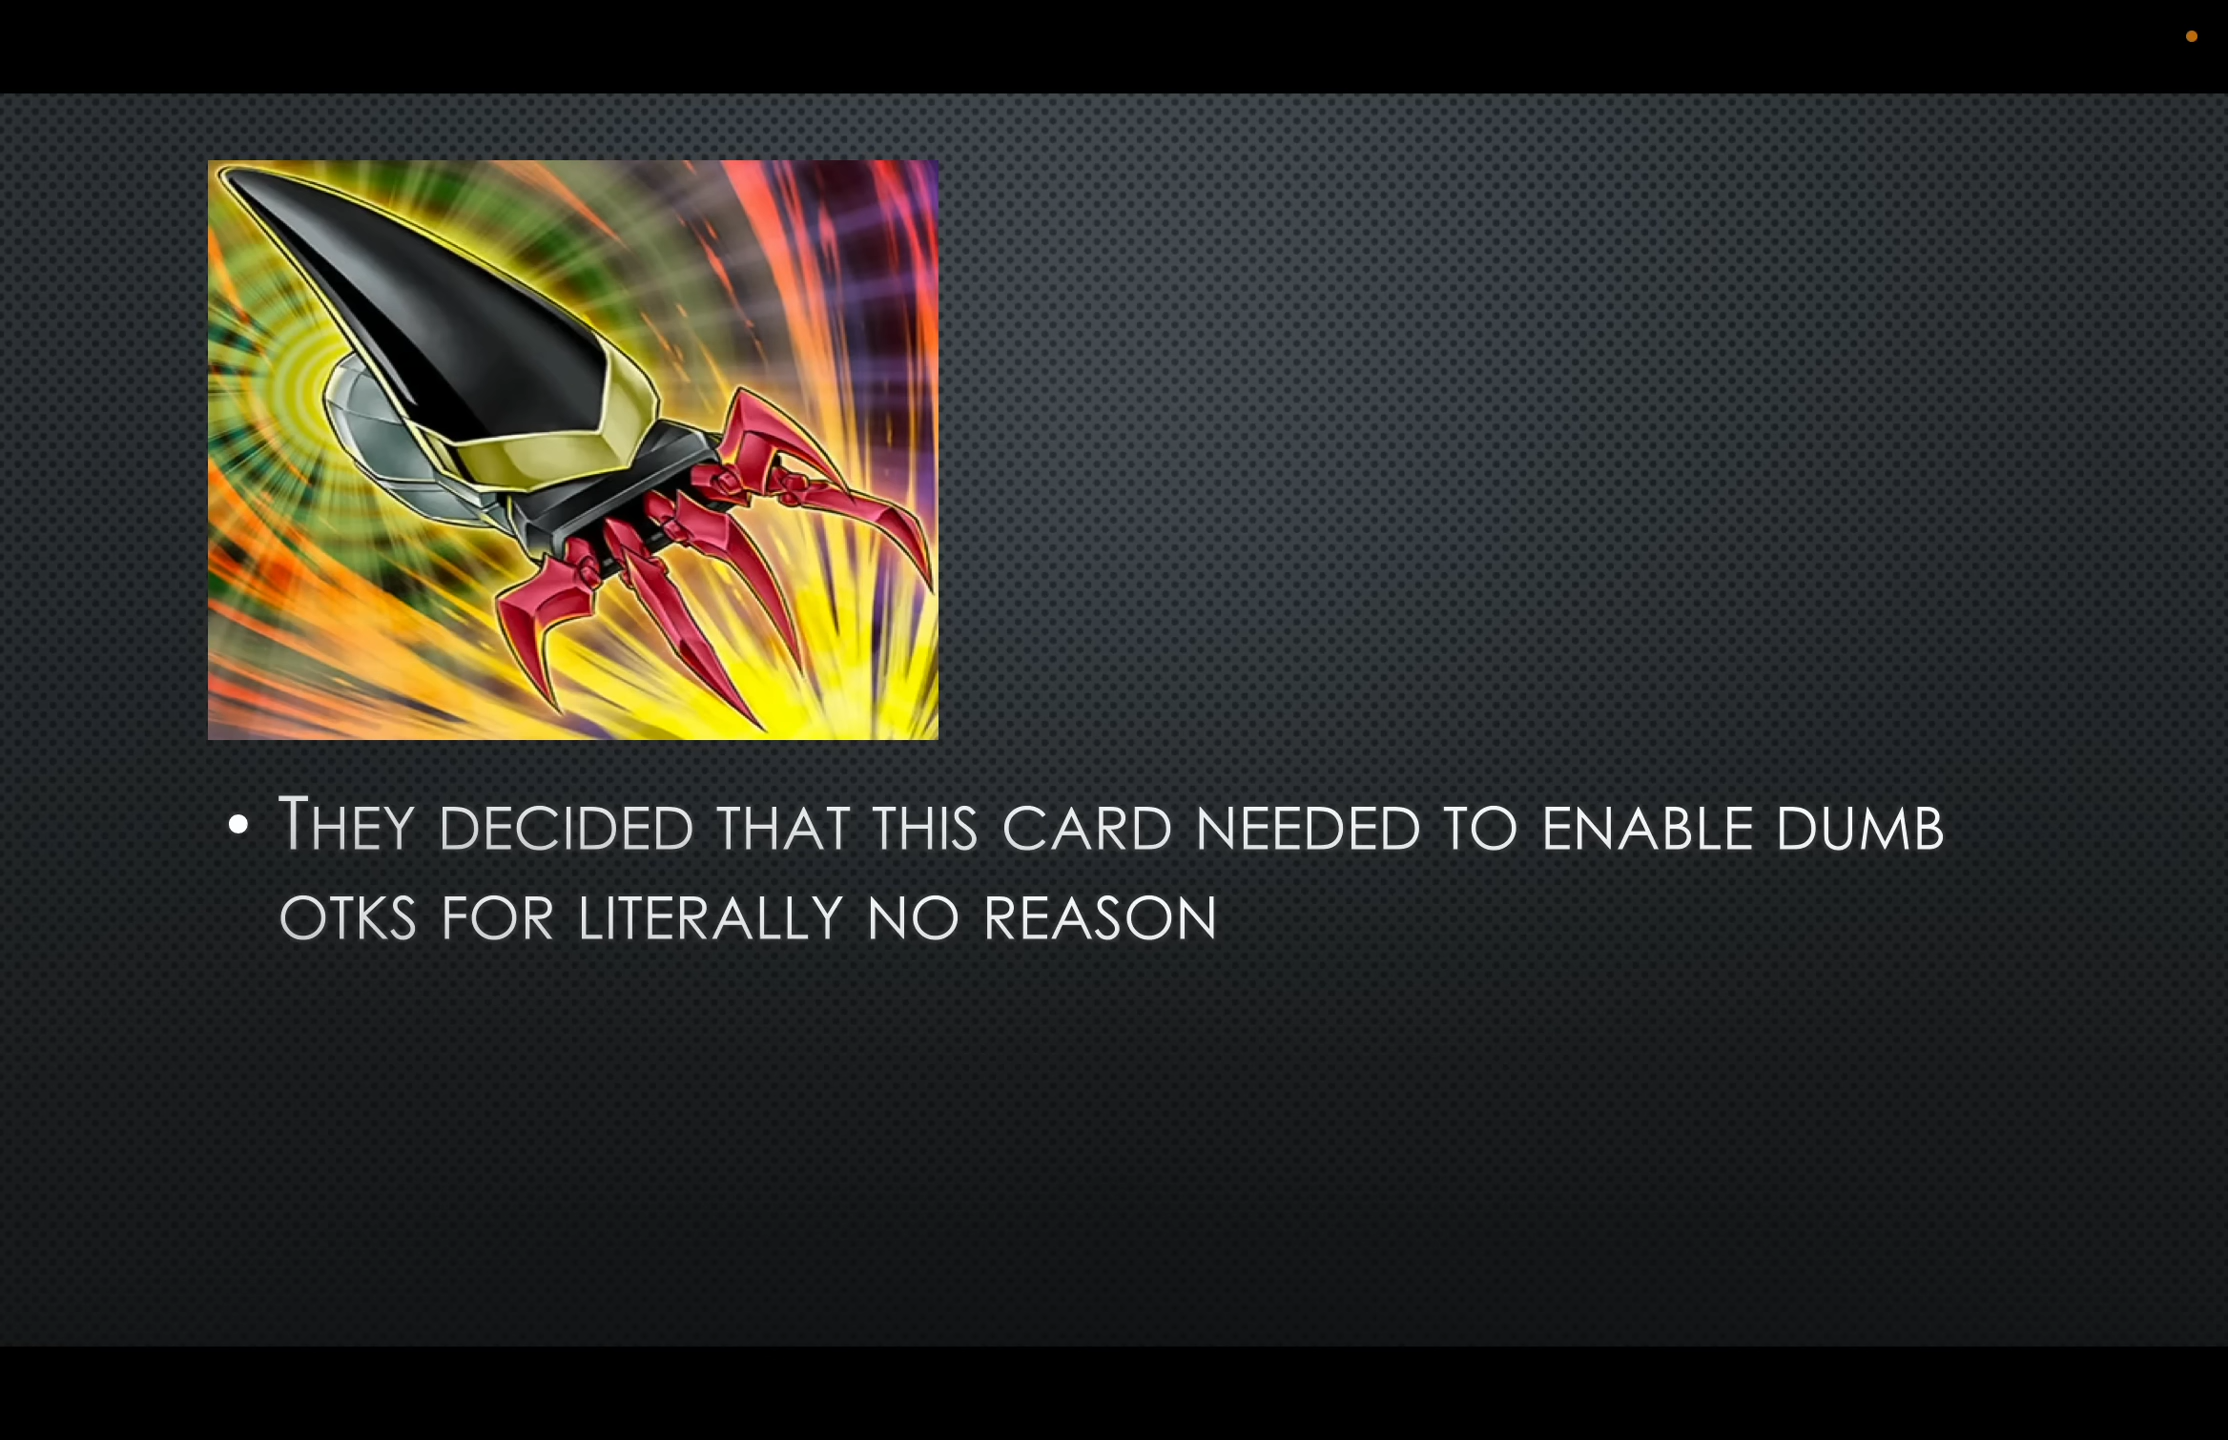 • They decided that this card needed to enable dumb
OTKs for literally no reason